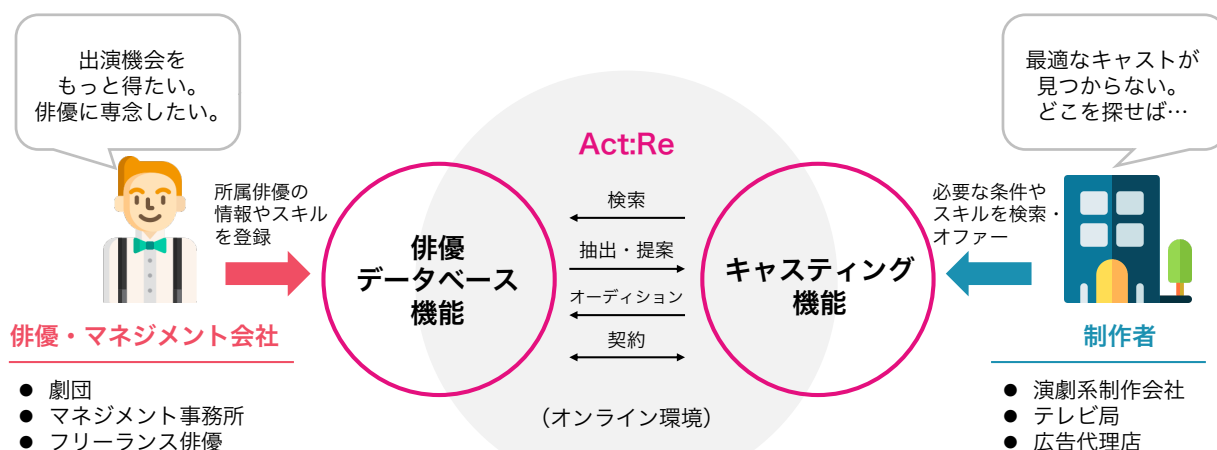 出演機会を
もっと得たい。
俳優に専念したい。
最適なキャストが
見つからない。
どこを探せば…
Act:Re
所属俳優の
情報やスキル
を登録
俳優
データベース
機能
検索
抽出・提案
オーディション
契約
キャスティング
機能
必要な条件や
スキルを検索・
オファー
(オンライン環境)
俳優・マネジメント会社
● 劇団
● マネジメント事務所
● フリーランス俳優
制作者
● 演劇系制作会社
● テレビ局
● 広告代理店